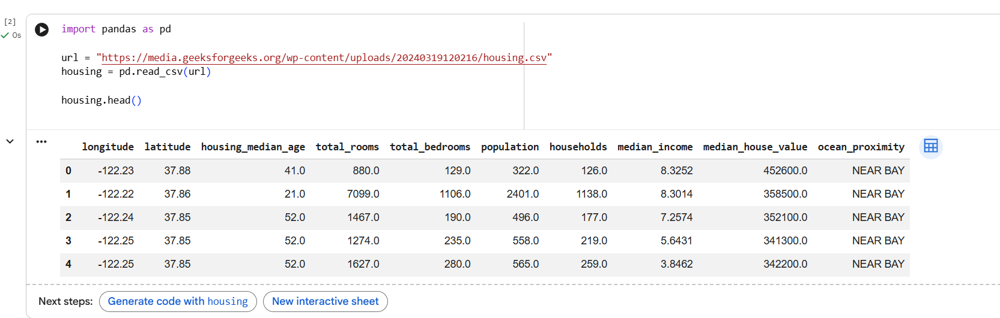 [2]
0s
import pandas as pd
url = "https://media.geeksforgeeks.org/wp-content/uploads/20240319120216/housing.csv"
housing = pd.read_csv(url)
housing.head()
longitude latitude housing_median_age total_rooms total_bedrooms population households median_income median_house_value ocean_proximity
0 -122.23 37.88 41.0 880.0 129.0 322.0 126.0 8.3252 452600.0 NEAR BAY
1 -122.22 37.86 21.0 7099.0 1106.0 2401.0 1138.0 8.3014 358500.0 NEAR BAY
2 -122.24 37.85 52.0 1467.0 190.0 496.0 177.0 7.2574 352100.0 NEAR BAY
3 -122.25 37.85 52.0 1274.0 235.0 558.0 219.0 5.6431 341300.0 NEAR BAY
4 -122.25 37.85 52.0 1627.0 280.0 565.0 259.0 3.8462 342200.0 NEAR BAY
Next steps: Generate code with housing New interactive sheet